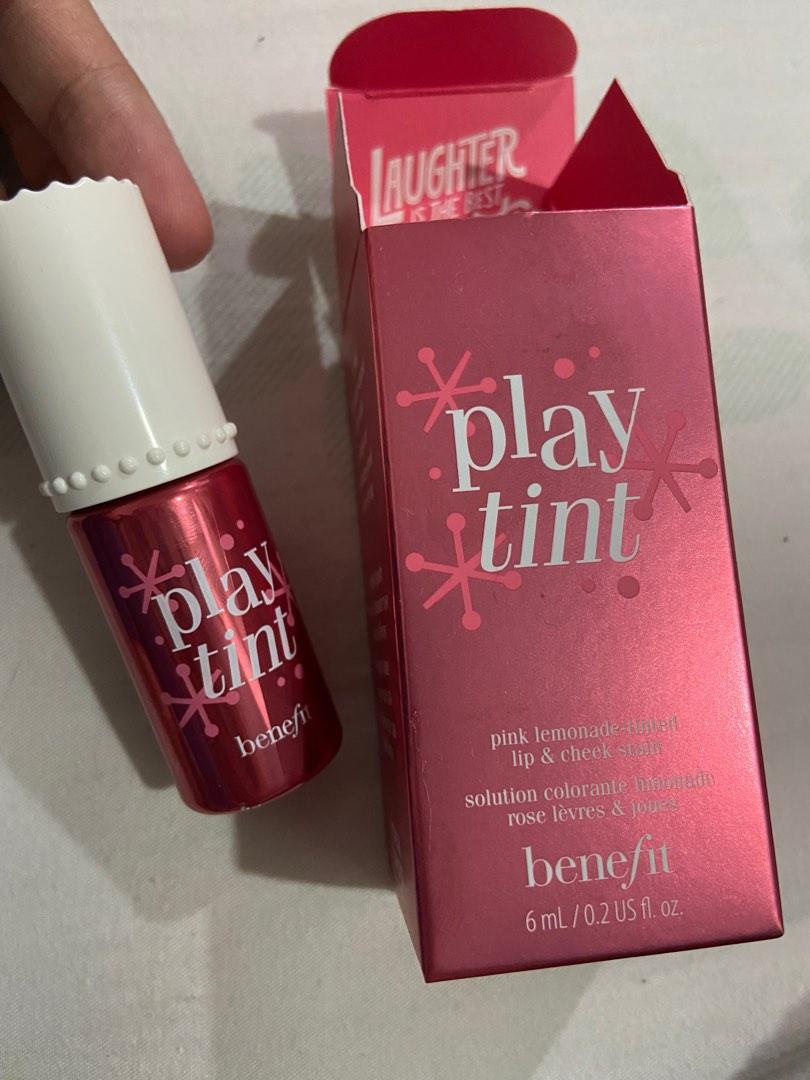 LAUGHTER
IS THE BEST
play
tint
pink lemonade-tinted
lip & cheek stain
solution colorante limonade
rose lèvres & joues
benefit
6 mL / 0.2 US fl. oz.
play
tint
benefit